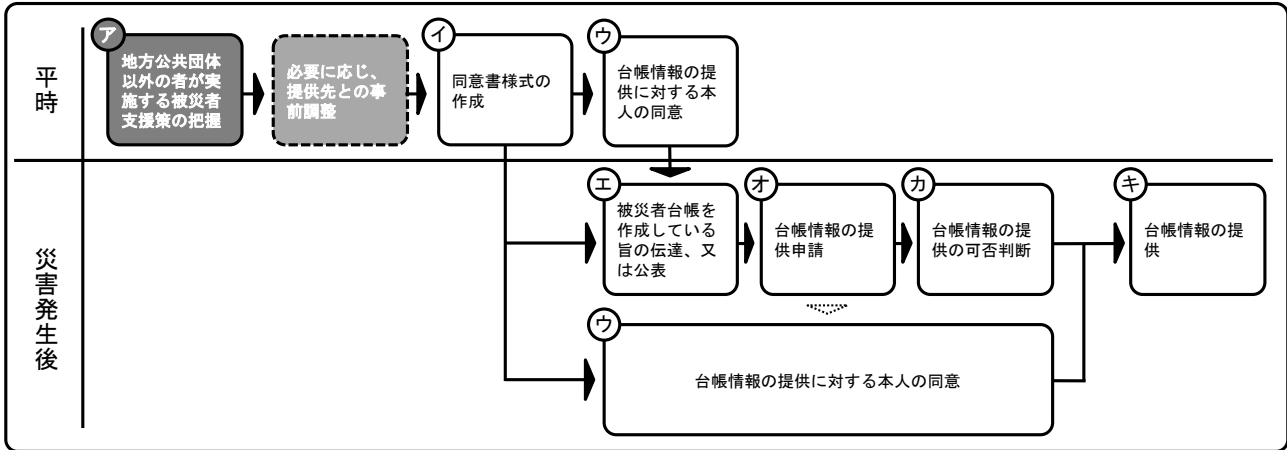 平時
ア
地方公共団体
以外の者が実
施する被災者
支援策の把握
必要に応じ、
提供先との事
前調整
イ
同意書様式の
作成
ウ
台帳情報の提
供に対する本
人の同意
災害発生後
エ
被災者台帳を
作成している
旨の伝達、又
は公表
オ
台帳情報の提
供申請
カ
台帳情報の提
供の可否判断
キ
台帳情報の提
供
ウ
台帳情報の提供に対する本人の同意